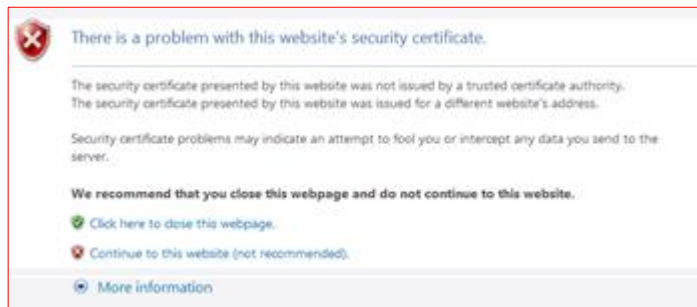 There is a problem with this website's security certificate.
The security certificate presented by this website was not issued by a trusted certificate authority.
The security certificate presented by this website was issued for a different website's address.
Security certificate problems may indicate an attempt to fool you or intercept any data you send to the
server.
We recommend that you close this webpage and do not continue to this website.
Click here to close this webpage.
Continue to this website (not recommended).
More information